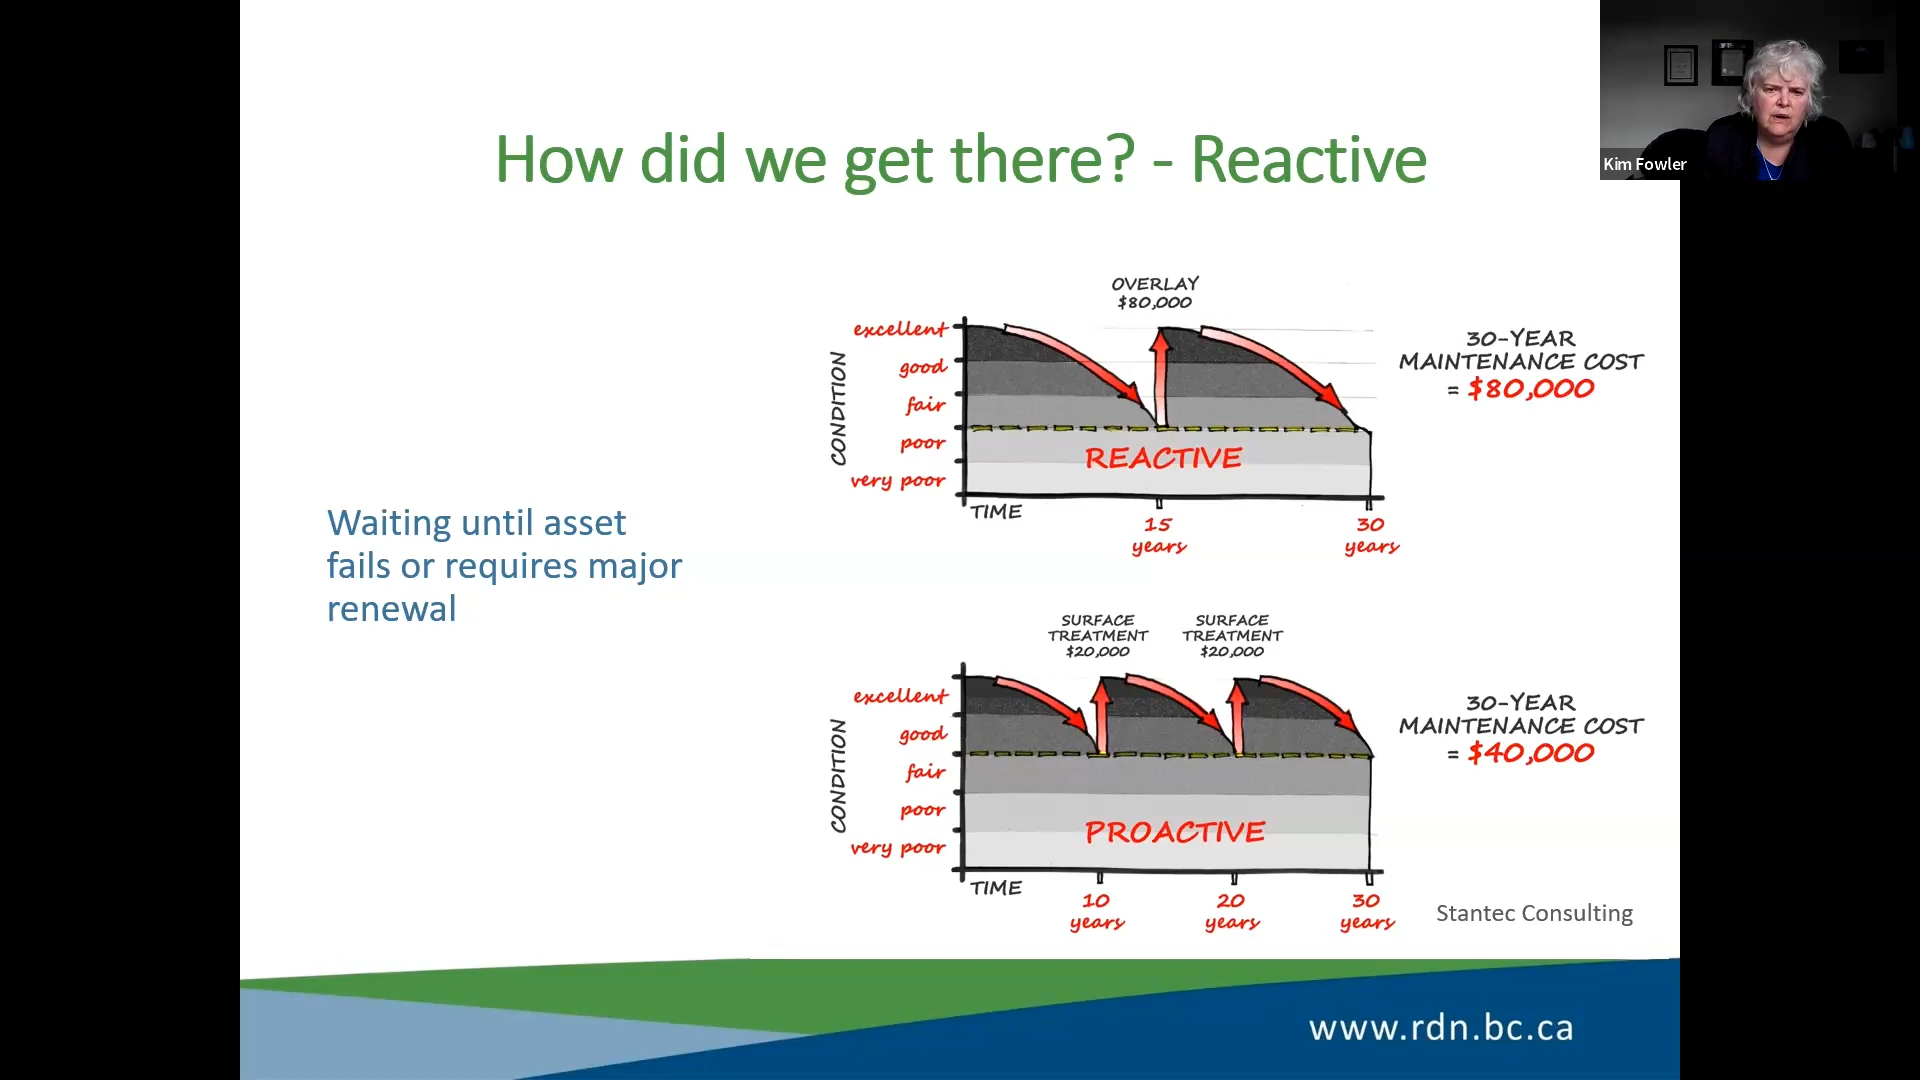 How did we get there? - Reactive
Kim Fowler
Waiting until asset
fails or requires major
renewal
OVERLAY
$80,000
CONDITION
excellent
good
fair
poor
very poor
REACTIVE
TIME
15
years
30
years
30-YEAR
MAINTENANCE COST
= $80,000
SURFACE
TREATMENT
$20,000
SURFACE
TREATMENT
$20,000
CONDITION
excellent
good
fair
poor
very poor
PROACTIVE
TIME
10
years
20
years
30
years
30-YEAR
MAINTENANCE COST
= $40,000
Stantec Consulting
www.rdn.bc.ca